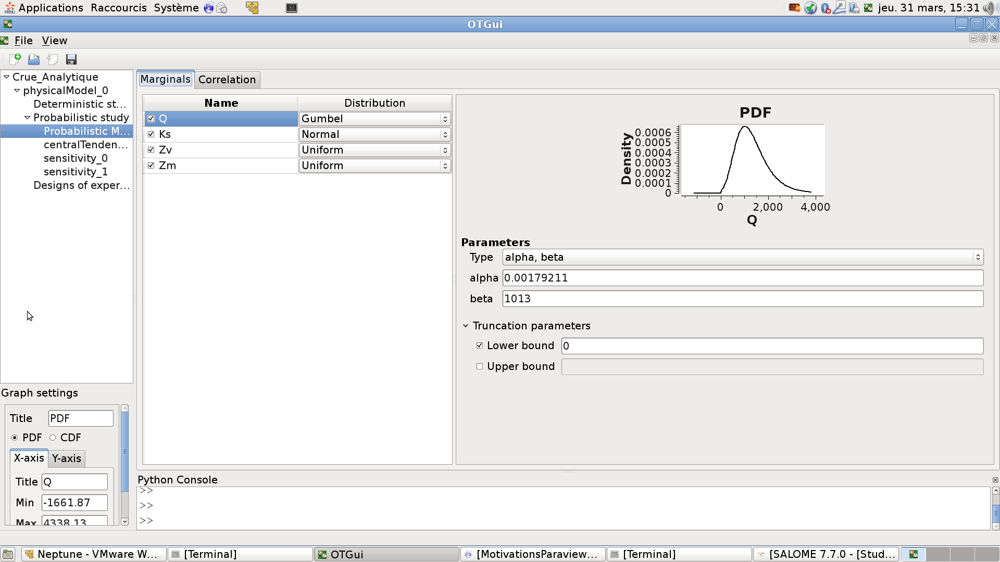 Applications Raccourcis Système jeu. 31 mars, 15:31
OTGui
File View
Crue_Analytique
physicalModel_0
Deterministic st...
Probabilistic study
Probabilistic M...
centralTenden...
sensitivity_0
sensitivity_1
Designs of exper...
Marginals Correlation
Name Distribution
Q Gumbel
Ks Normal
Zv Uniform
Zm Uniform
PDF
Density
0.0006
0.0005
0.0004
0.0003
0.0002
0.0001
0
0 2,000 4,000
Q
Parameters
Type alpha, beta
alpha 0.00179211
beta 1013
Truncation parameters
Lower bound 0
Upper bound
Graph settings
Title PDF
PDF CDF
X-axis Y-axis
Title Q
Min -1661.87
Max 4338.13
Python Console
>>
>>
>>
Neptune - VMware W... [Terminal] OTGui [MotivationsParaview... [Terminal] [SALOME 7.7.0 - [Stud...